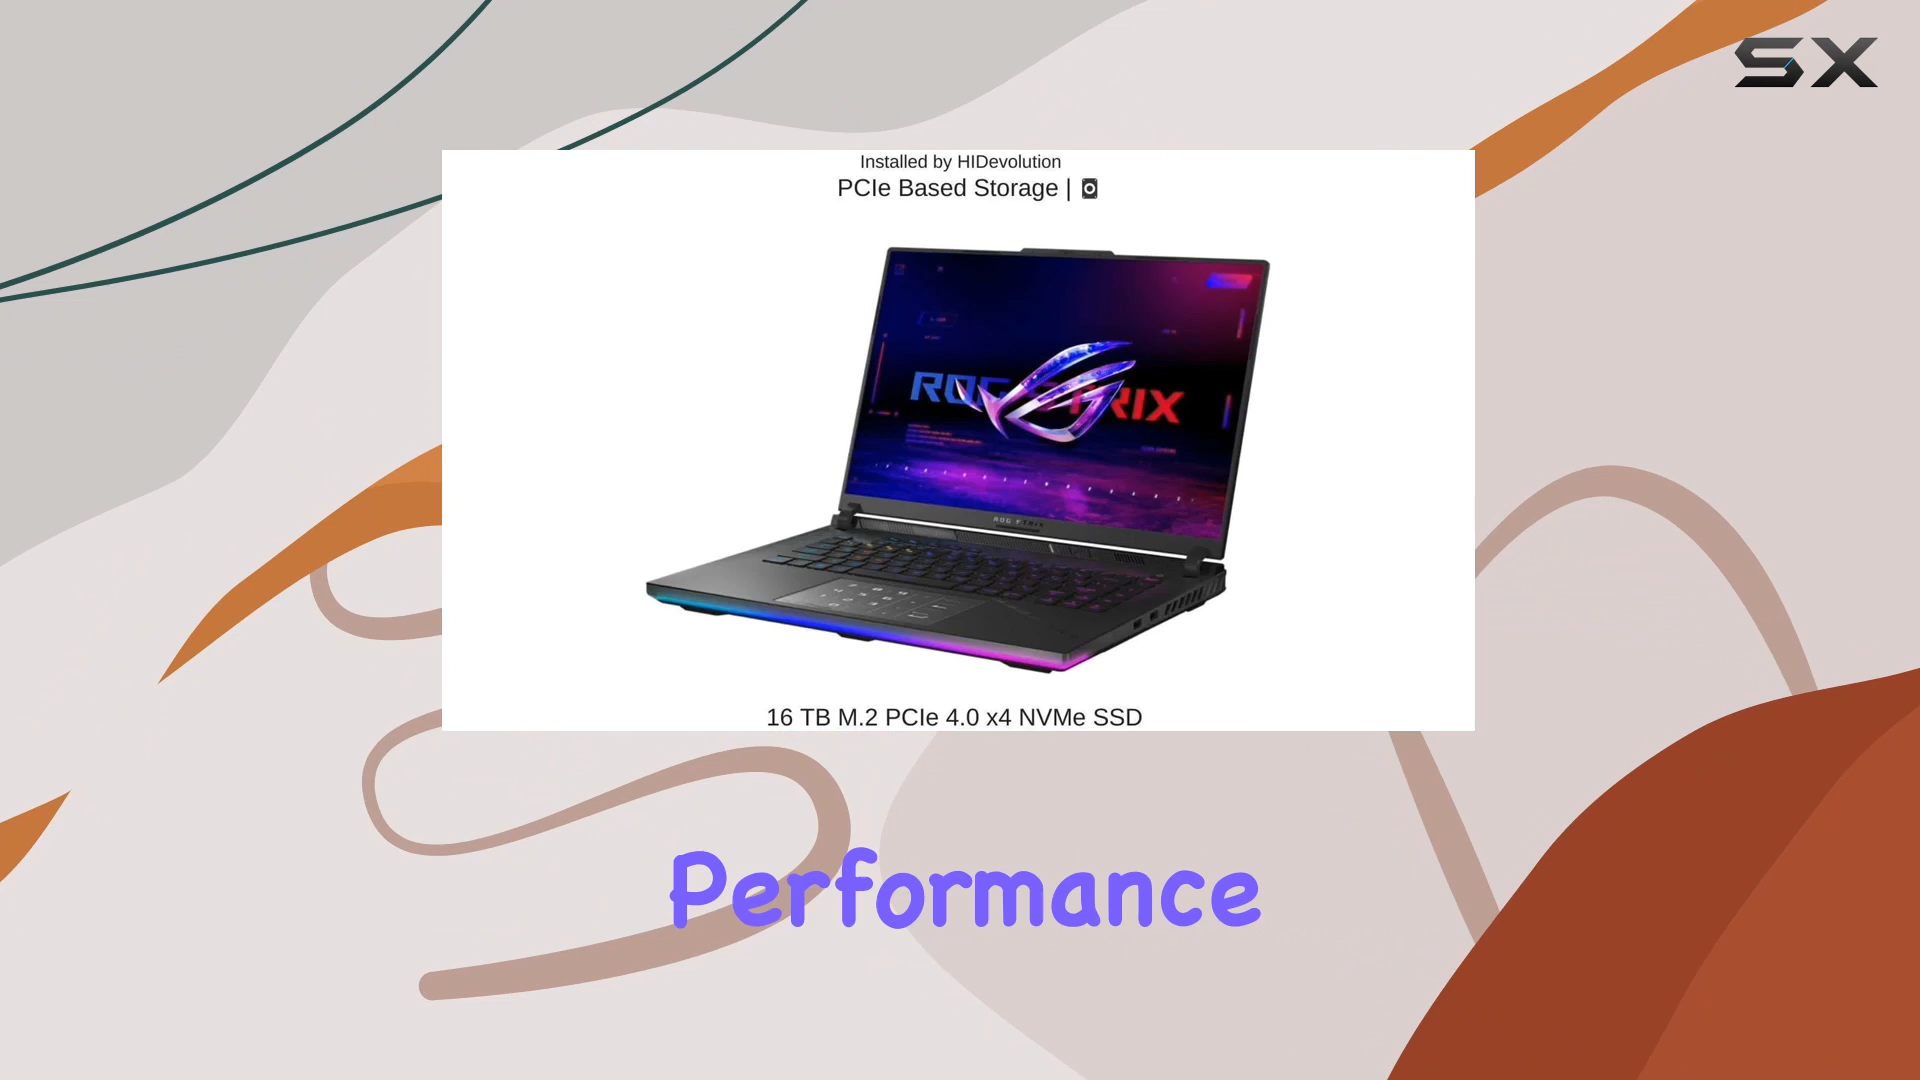 SX
Installed by HIDevolution
PCIe Based Storage |
ROG STRIX
16 TB M.2 PCIe 4.0 x4 NVMe SSD
Performance